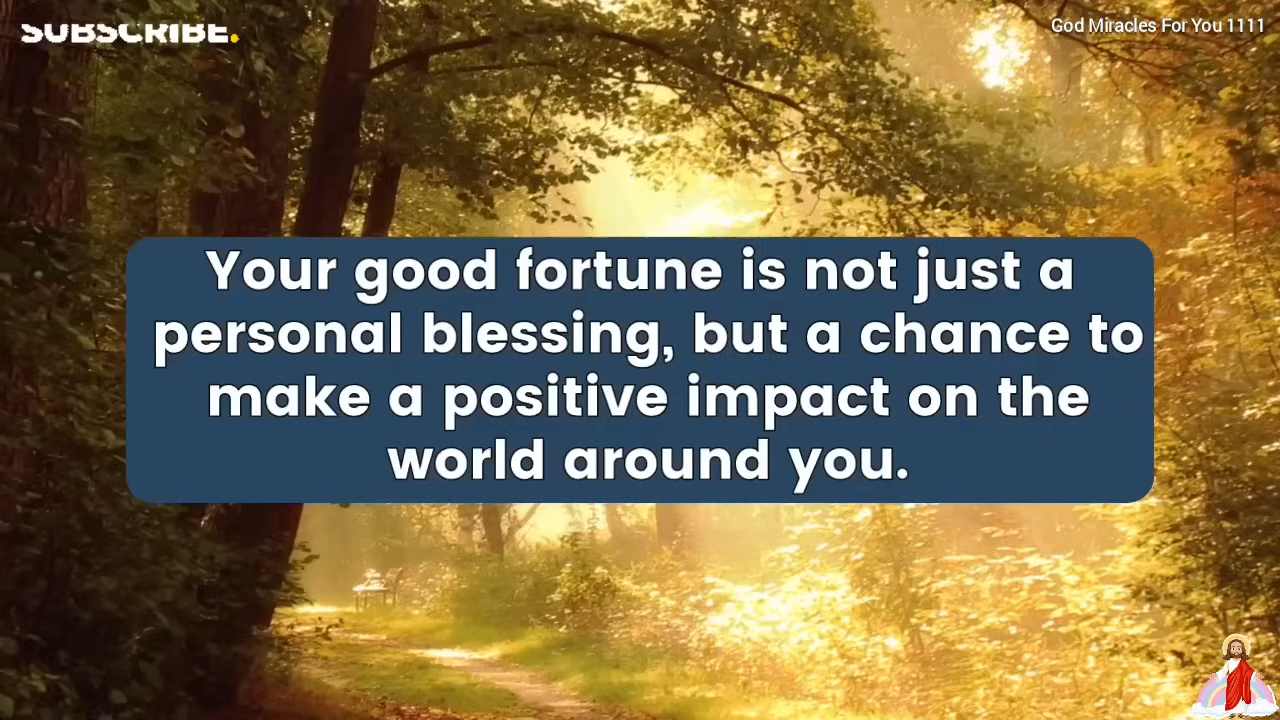 SUBSCRIBE.
God Miracles For You 1111
Your good fortune is not just a
personal blessing, but a chance to
make a positive impact on the
world around you.